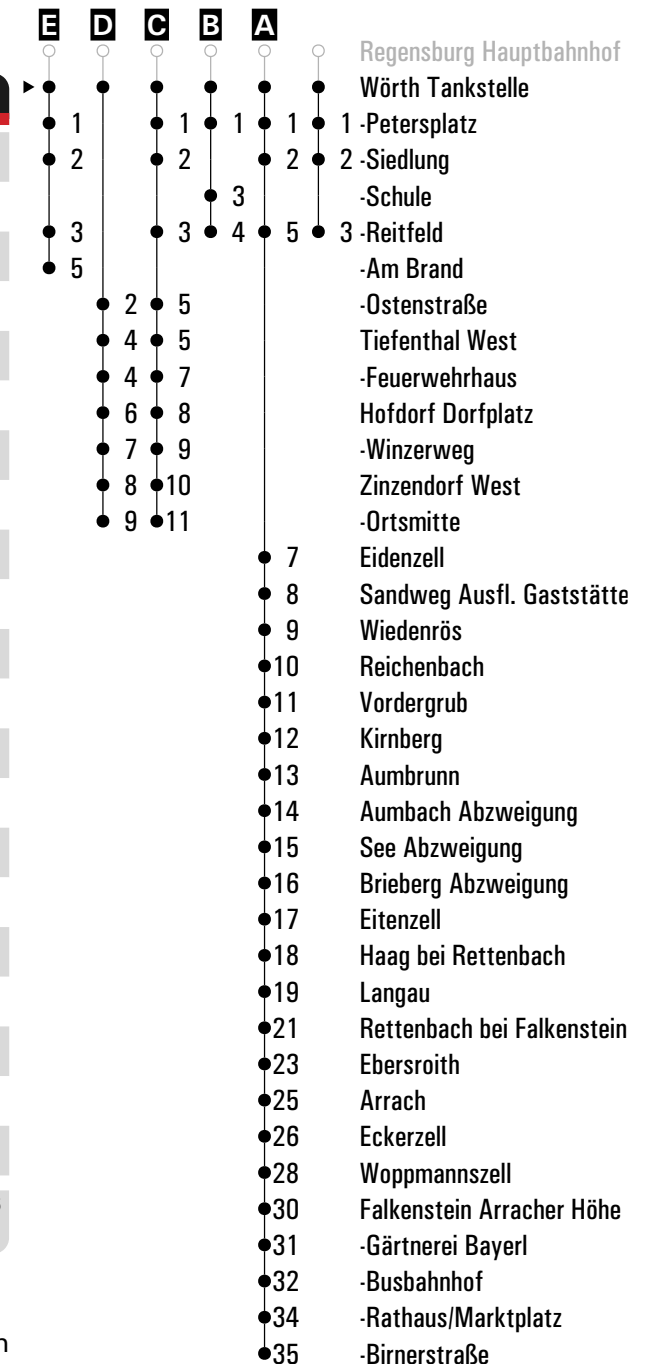 E D C B A
Regensburg Hauptbahnhof
Wörth Tankstelle
1 1 1 1 1 -Petersplatz
2 2 2 2 -Siedlung
3 -Schule
3 3 4 5 3 -Reitfeld
5 -Am Brand
2 5 -Ostenstraße
4 5 Tiefenthal West
4 7 -Feuerwehrhaus
6 8 Hofdorf Dorfplatz
7 9 -Winzerweg
8 10 Zinzendorf West
9 11 -Ortsmitte
7 Eidenzell
8 Sandweg Ausfl. Gaststätte
9 Wiedenrös
10 Reichenbach
11 Vordergrub
12 Kirnberg
13 Aumbrunn
14 Aumbach Abzweigung
15 See Abzweigung
16 Brieberg Abzweigung
17 Eitenzell
18 Haag bei Rettenbach
19 Langau
21 Rettenbach bei Falkenstein
23 Ebersroith
25 Arrach
26 Eckerzell
28 Woppmannszell
30 Falkenstein Arracher Höhe
31 -Gärtnerei Bayerl
32 -Busbahnhof
34 -Rathaus/Marktplatz
35 -Birnerstraße